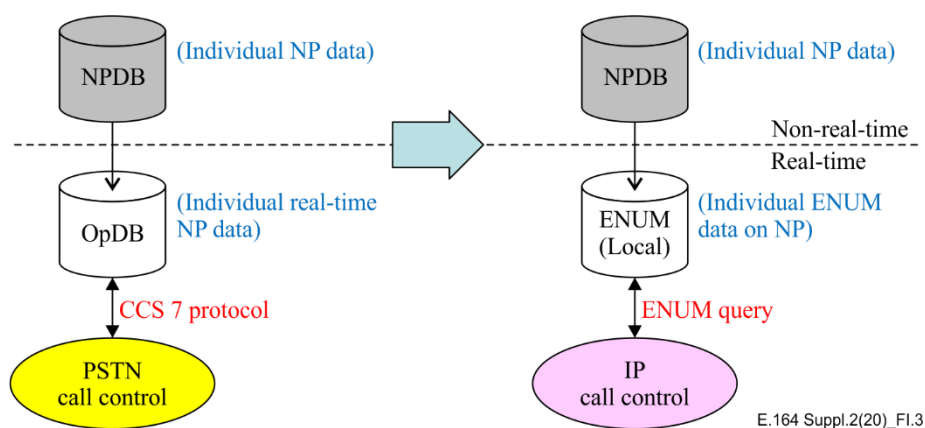 NPDB
(Individual NP data)
OpDB
(Individual real-time
NP data)
CCS 7 protocol
PSTN
call control
NPDB
(Individual NP data)
Non-real-time
Real-time
ENUM
(Local)
(Individual ENUM
data on NP)
ENUM query
IP
call control
E.164 Suppl.2(20)_FI.3